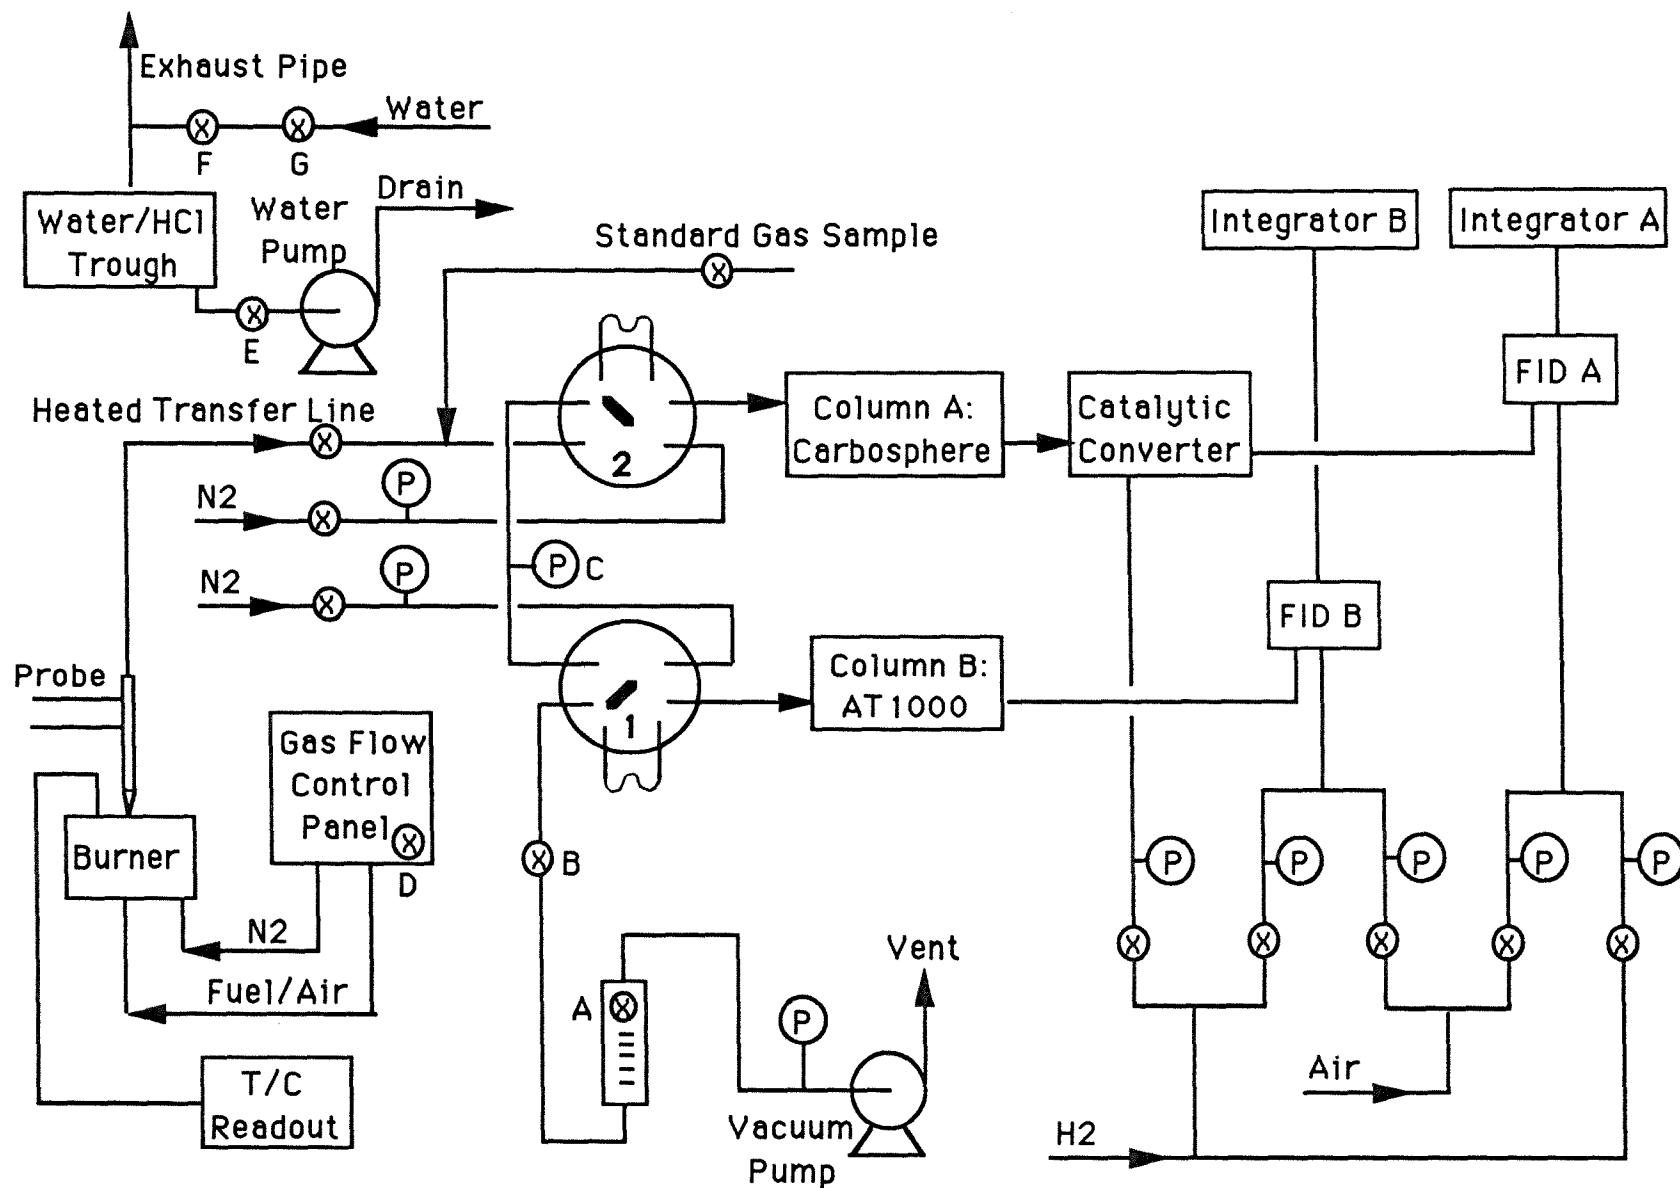 Exhaust Pipe
Water
F
G
Water/HCl
Trough
Water
Pump
Drain
E
Standard Gas Sample
Integrator B
Integrator A
FID A
Heated Transfer Line
2
Column A:
Carbosphere
Catalytic
Converter
N2
P
N2
P
P C
FID B
Probe
1
Column B:
AT1000
Gas Flow
Control
Panel
D
Burner
N2
Fuel/Air
T/C
Readout
B
A
P
Vent
Vacuum
Pump
P
P
P
P
P
Air
H2